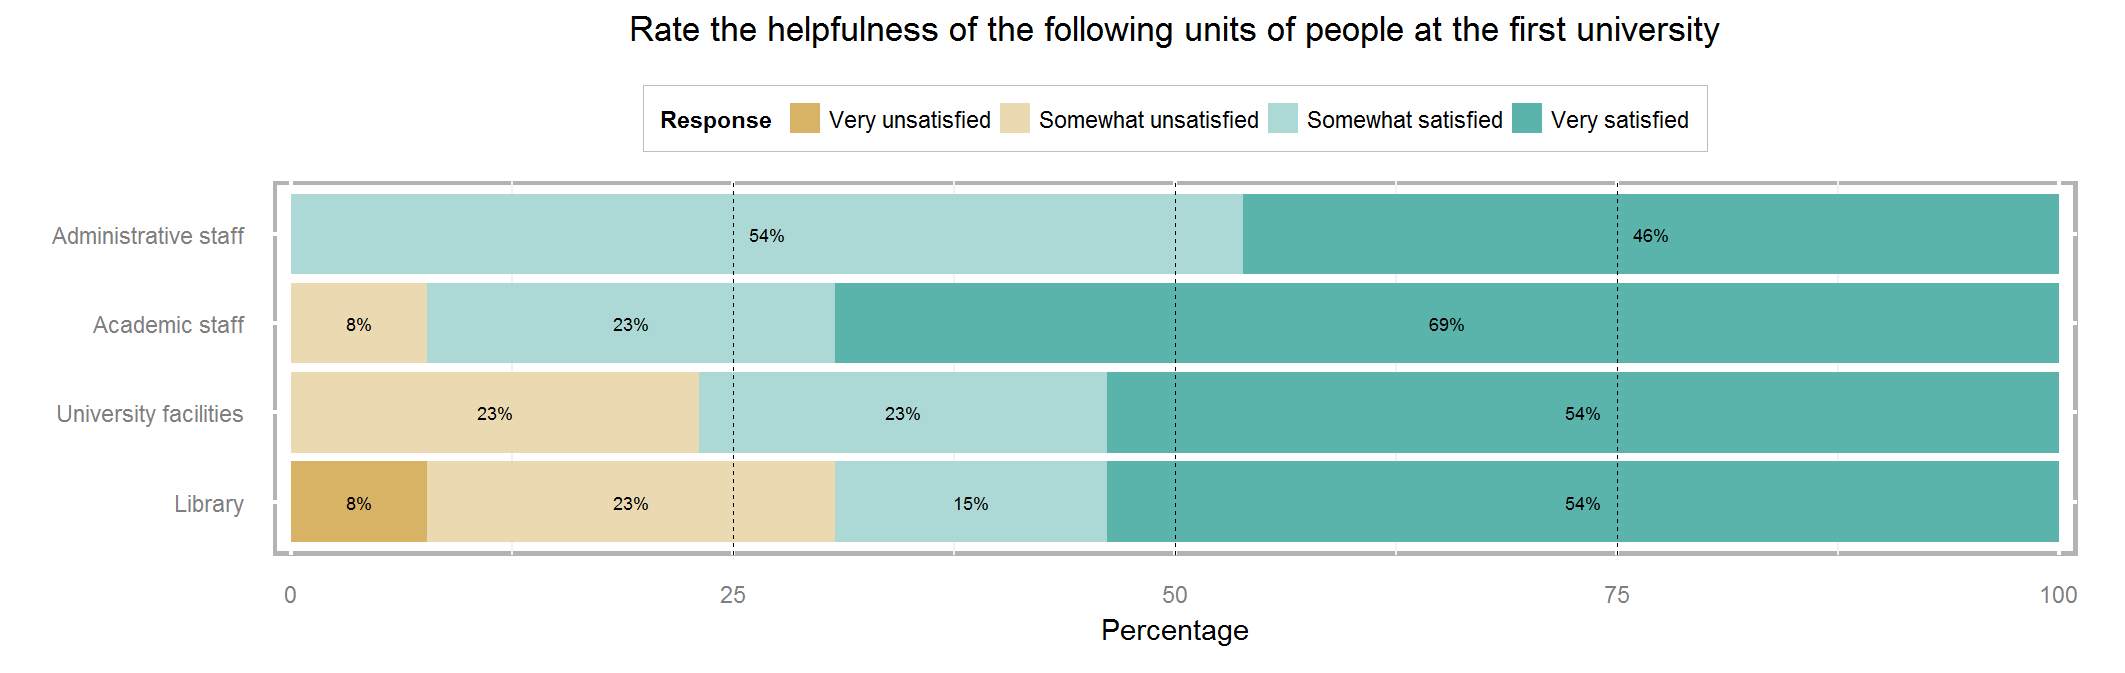 Rate the helpfulness of the following units of people at the first university
Response Very unsatisfied Somewhat unsatisfied Somewhat satisfied Very satisfied
Administrative staff 54% 46%
Academic staff 8% 23% 69%
University facilities 23% 23% 54%
Library 8% 23% 15% 54%
0 25 50 75 100
Percentage